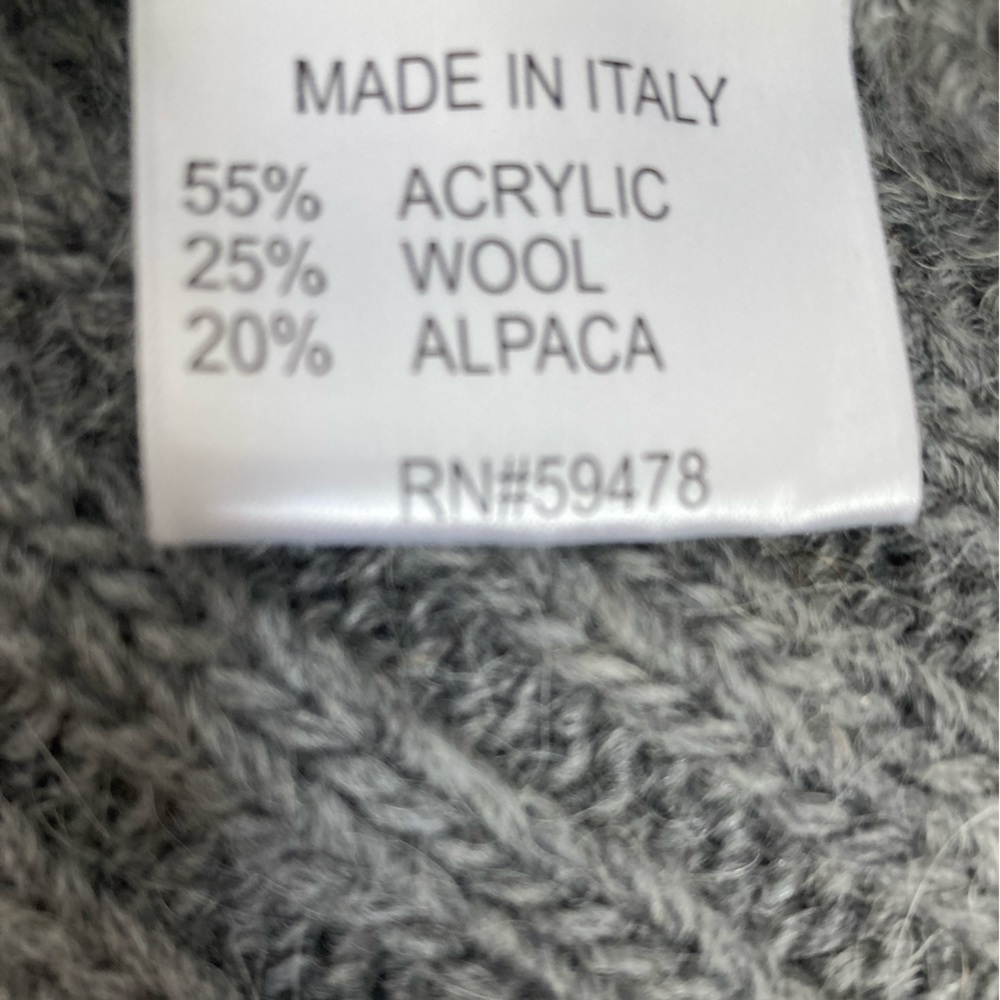 MADE IN ITALY
55% ACRYLIC
25% WOOL
20% ALPACA
RN#59478